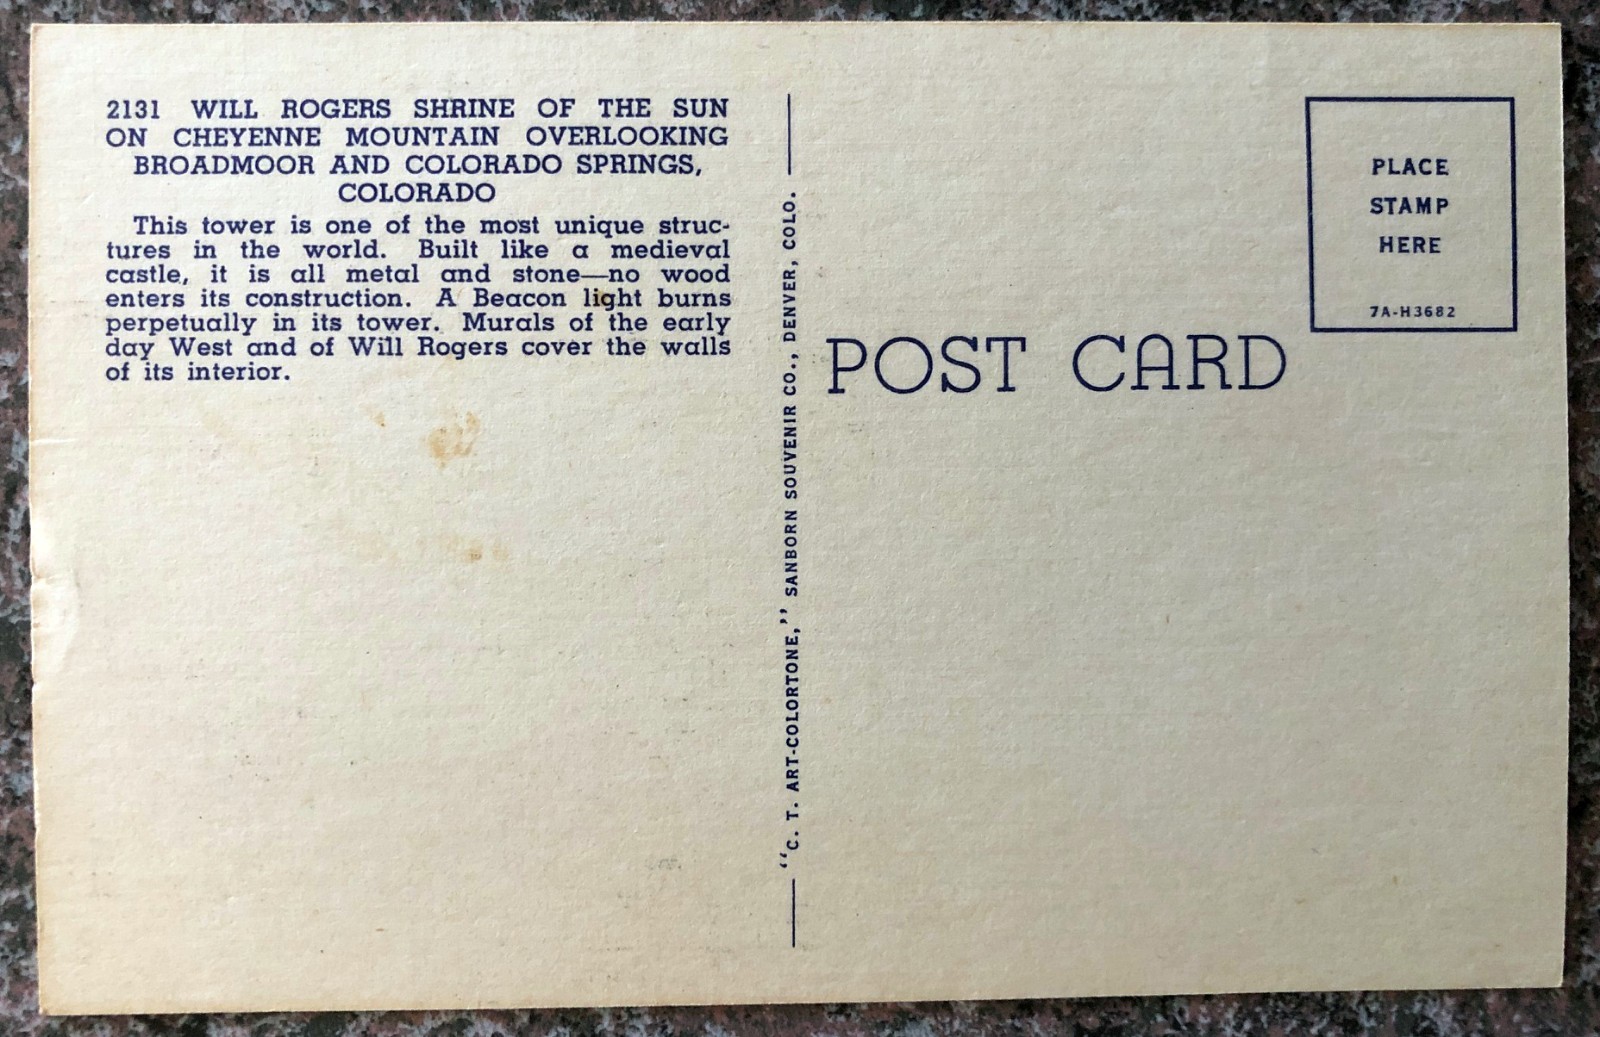 2131 WILL ROGERS SHRINE OF THE SUN
ON CHEYENNE MOUNTAIN OVERLOOKING
BROADMOOR AND COLORADO SPRINGS,
COLORADO
This tower is one of the most unique struc-
tures in the world. Built like a medieval
castle, it is all metal and stone—no wood
enters its construction. A Beacon light burns
perpetually in its tower. Murals of the early
day West and of Will Rogers cover the walls
of its interior.
"C. T. ART-COLORTONE," SANBORN SOUVENIR CO., DENVER, COLO.
POST CARD
PLACE
STAMP
HERE
7A-H3682